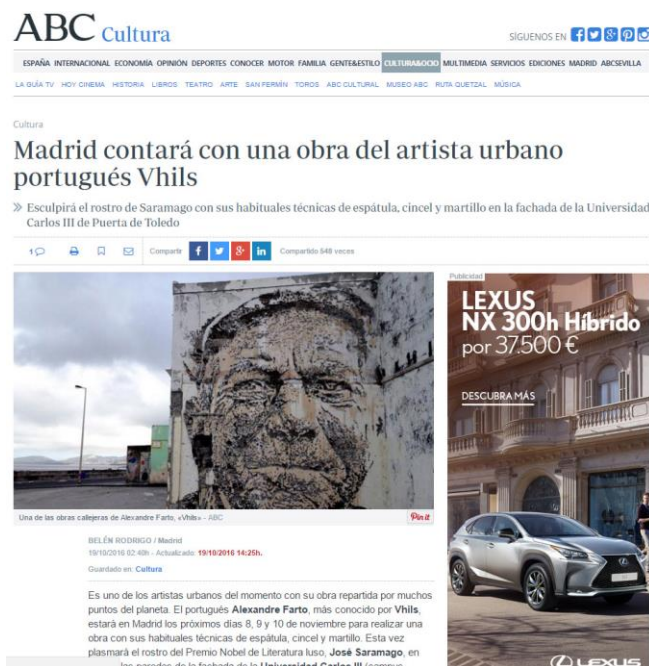 ABC Cultura
SÍGUENOS EN
ESPAÑA INTERNACIONAL ECONOMÍA OPINIÓN DEPORTES CONOCER MOTOR FAMILIA GENTE&ESTILO CULTURA&OCIO MULTIMEDIA SERVICIOS EDICIONES MADRID ABCSEVILLA
LA GUÍA TV HOY CINEMA HISTORIA LIBROS TEATRO ARTE SAN FERMÍN TOROS ABC CULTURAL MUSEO ABC RUTA QUETZAL MÚSICA
Cultura
Madrid contará con una obra del artista urbano
portugués Vhils
» Esculpirá el rostro de Saramago con sus habituales técnicas de espátula, cincel y martillo en la fachada de la Universidad
Carlos III de Puerta de Toledo
1 Compartir Compartido 548 veces
Publicidad
LEXUS
NX 300h Híbrido
por 37.500 €
DESCUBRA MÁS
Una de las obras callejeras de Alexandre Farto, «Vhils» - ABC
Pin it
BELÉN RODRIGO / Madrid
19/10/2016 02:48h - Actualizado: 19/10/2016 14:25h.
Guardado en: Cultura
Es uno de los artistas urbanos del momento con su obra repartida por muchos
puntos del planeta. El portugués Alexandre Farto, más conocido por Vhils,
estará en Madrid los próximos días 8, 9 y 10 de noviembre para realizar una
obra con sus habituales técnicas de espátula, cincel y martillo. Esta vez
plasmará el rostro del Premio Nobel de Literatura luso, José Saramago, en
las paredes de la fachada de la Universidad Carlos III (campus
LEXUS